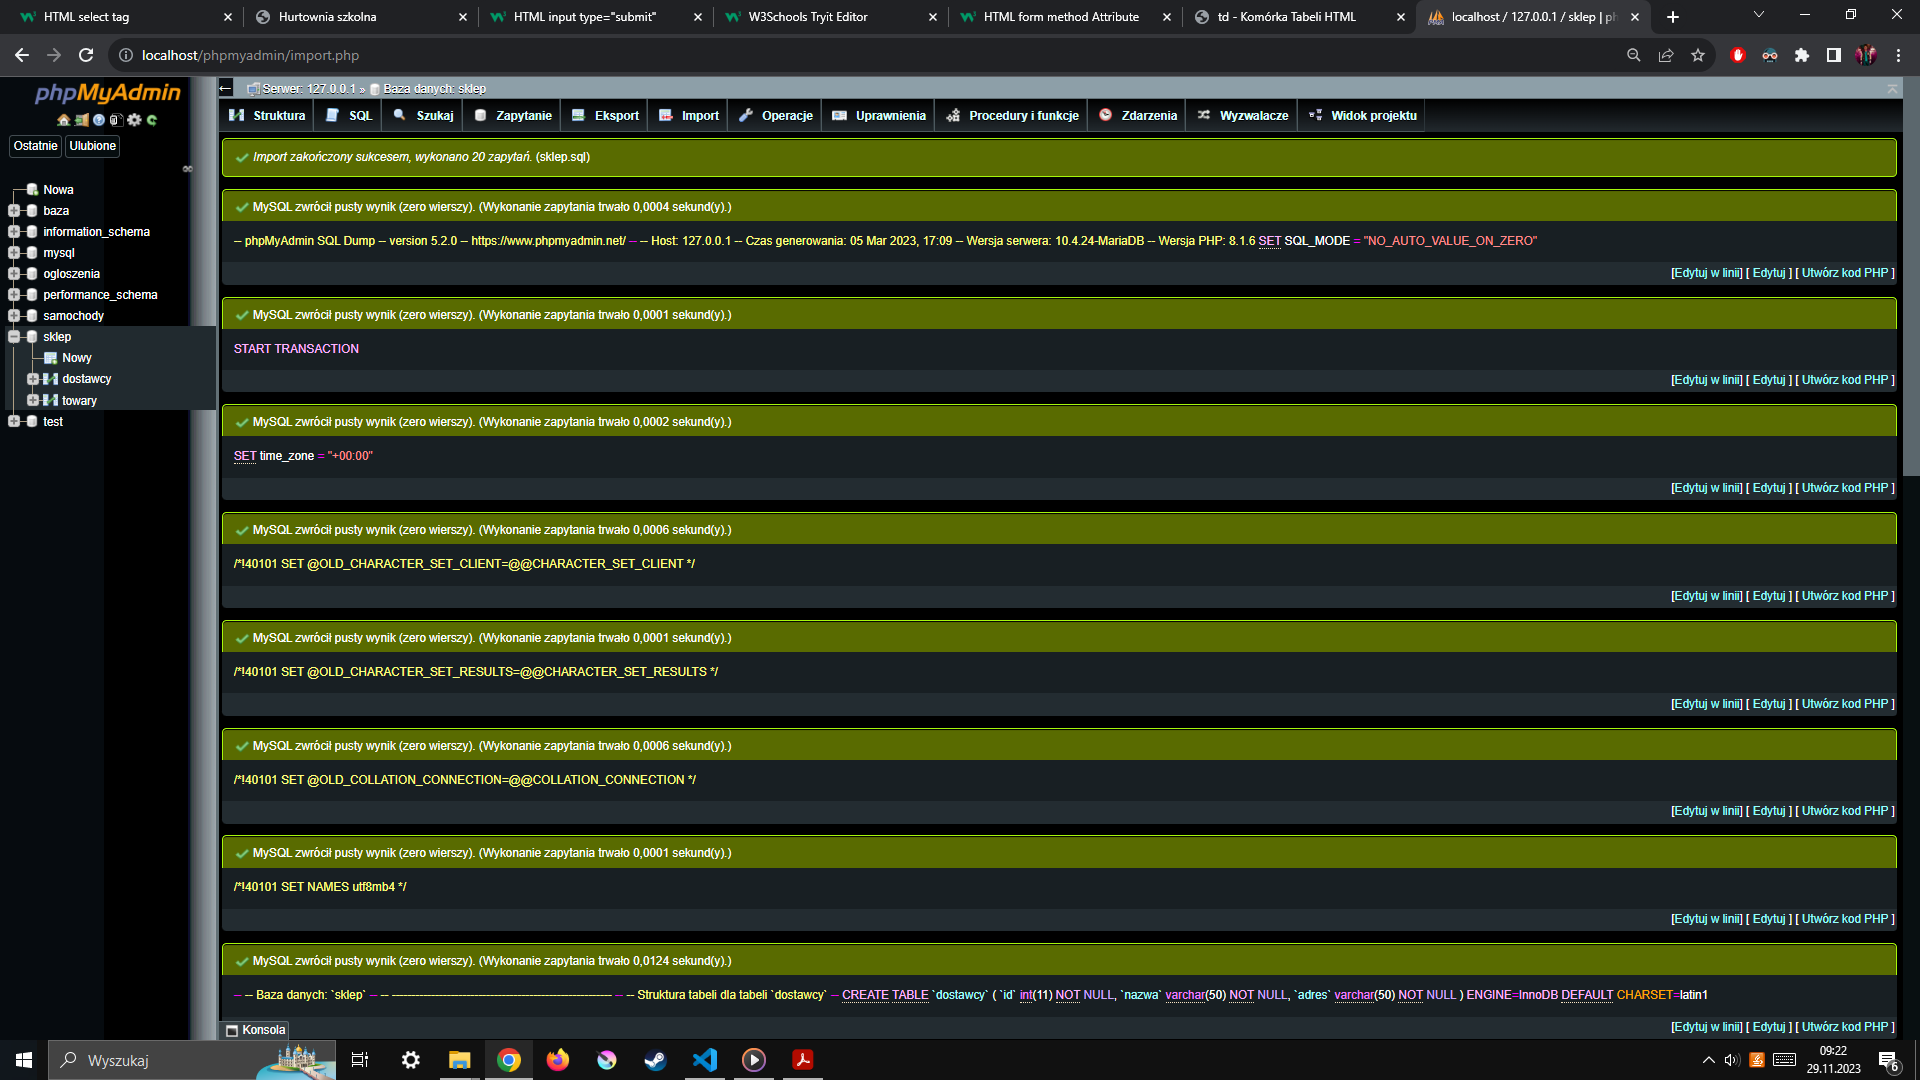 HTML select tag
Hurtownia szkolna
HTML input type="submit"
W3Schools Tryit Editor
HTML form method Attribute
td - Komórka Tabeli HTML
localhost / 127.0.0.1 / sklep | ph
localhost/phpmyadmin/import.php
phpMyAdmin
Ostatnie Ulubione
Nowa
baza
information_schema
mysql
ogloszenia
performance_schema
samochody
sklep
Nowy
dostawcy
towary
test
Serwer: 127.0.0.1 » Baza danych: sklep
Struktura SQL Szukaj Zapytanie Eksport Import Operacje Uprawnienia Procedury i funkcje Zdarzenia Wyzwalacze Widok projektu
Import zakończony sukcesem, wykonano 20 zapytań. (sklep.sql)
MySQL zwrócił pusty wynik (zero wierszy). (Wykonanie zapytania trwało 0,0004 sekund(y).)
-- phpMyAdmin SQL Dump -- version 5.2.0 -- https://www.phpmyadmin.net/ -- -- Host: 127.0.0.1 -- Czas generowania: 05 Mar 2023, 17:09 -- Wersja serwera: 10.4.24-MariaDB -- Wersja PHP: 8.1.6 SET SQL_MODE = "NO_AUTO_VALUE_ON_ZERO"
[Edytuj w linii] [ Edytuj ] [ Utwórz kod PHP ]
MySQL zwrócił pusty wynik (zero wierszy). (Wykonanie zapytania trwało 0,0001 sekund(y).)
START TRANSACTION
[Edytuj w linii] [ Edytuj ] [ Utwórz kod PHP ]
MySQL zwrócił pusty wynik (zero wierszy). (Wykonanie zapytania trwało 0,0002 sekund(y).)
SET time_zone = "+00:00"
[Edytuj w linii] [ Edytuj ] [ Utwórz kod PHP ]
MySQL zwrócił pusty wynik (zero wierszy). (Wykonanie zapytania trwało 0,0006 sekund(y).)
/*!40101 SET @OLD_CHARACTER_SET_CLIENT=@@CHARACTER_SET_CLIENT */
[Edytuj w linii] [ Edytuj ] [ Utwórz kod PHP ]
MySQL zwrócił pusty wynik (zero wierszy). (Wykonanie zapytania trwało 0,0001 sekund(y).)
/*!40101 SET @OLD_CHARACTER_SET_RESULTS=@@CHARACTER_SET_RESULTS */
[Edytuj w linii] [ Edytuj ] [ Utwórz kod PHP ]
MySQL zwrócił pusty wynik (zero wierszy). (Wykonanie zapytania trwało 0,0006 sekund(y).)
/*!40101 SET @OLD_COLLATION_CONNECTION=@@COLLATION_CONNECTION */
[Edytuj w linii] [ Edytuj ] [ Utwórz kod PHP ]
MySQL zwrócił pusty wynik (zero wierszy). (Wykonanie zapytania trwało 0,0001 sekund(y).)
/*!40101 SET NAMES utf8mb4 */
[Edytuj w linii] [ Edytuj ] [ Utwórz kod PHP ]
MySQL zwrócił pusty wynik (zero wierszy). (Wykonanie zapytania trwało 0,0124 sekund(y).)
-- -- Baza danych: `sklep` -- -- -------------------------------------------------------- -- -- Struktura tabeli dla tabeli `dostawcy` -- CREATE TABLE `dostawcy` ( `id` int(11) NOT NULL, `nazwa` varchar(50) NOT NULL, `adres` varchar(50) NOT NULL ) ENGINE=InnoDB DEFAULT CHARSET=latin1
[Edytuj w linii] [ Edytuj ] [ Utwórz kod PHP ]
Konsola
Wyszukaj
09:22
29.11.2023
6